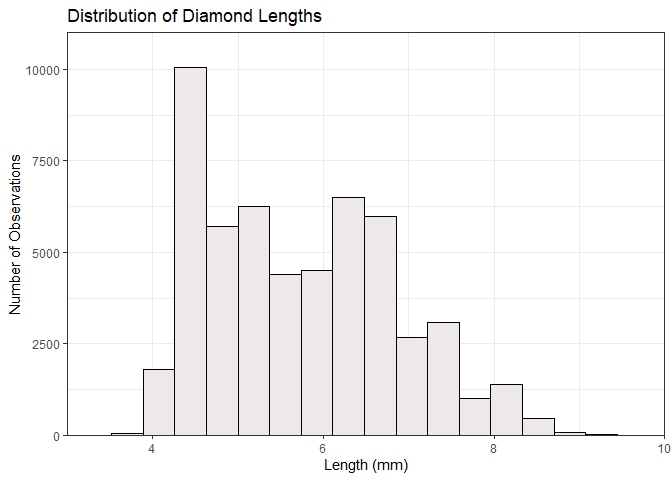 Distribution of Diamond Lengths
10000
7500
5000
2500
0
Number of Observations
4 6 8 10
Length (mm)